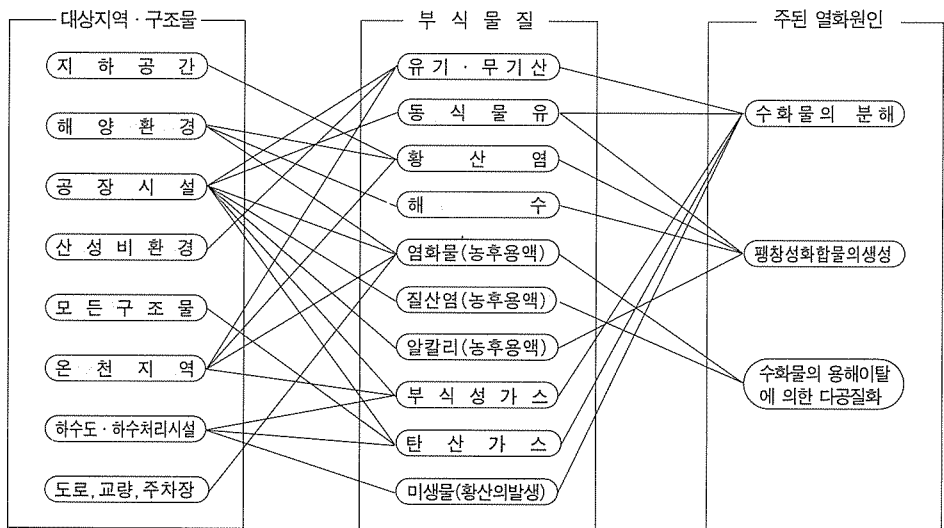 대상지역·구조물
지 하 공 간
해 양 환 경
공 장 시 설
산 성 비 환 경
모 든 구 조 물
온 천 지 역
하수도·하수처리시설
도로, 교량, 주차장
부 식 물 질
유 기 · 무 기 산
동 식 물 유
황 산 염
해 수
염화물(농후용액)
질산염(농후용액)
알칼리(농후용액)
부 식 성 가 스
탄 산 가 스
미생물(황산의발생)
주된 열화원인
수화물의 분해
팽창성화합물의생성
수화물의 용해이탈
에 의한 다공질화